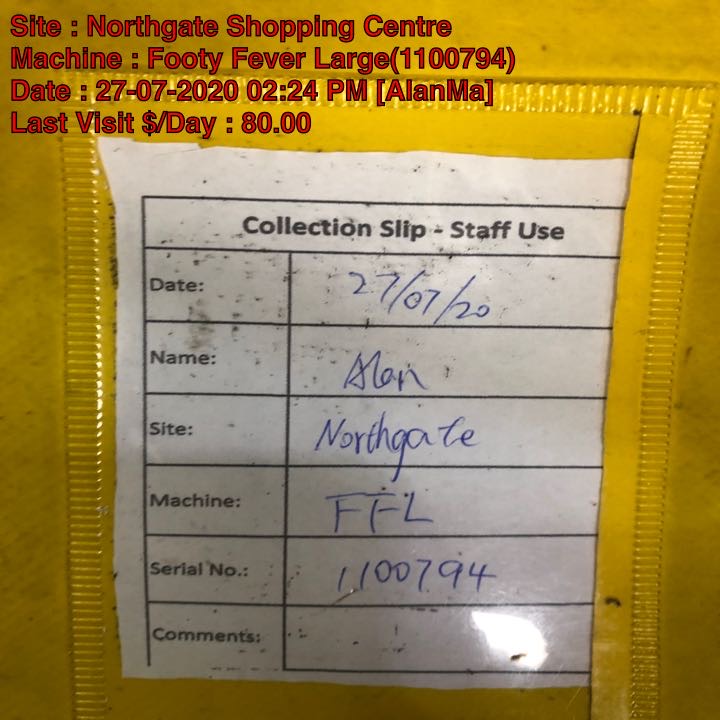 Site : Northgate Shopping Centre
Machine : Footy Fever Large(1100794)
Date : 27-07-2020 02:24 PM [AlanMa]
Last Visit $/Day : 80.00
Collection Slip - Staff Use
Date: 27/07/20
Name: Alan
Site: Northgate
Machine: FFL
Serial No.: 1100794
Comments: